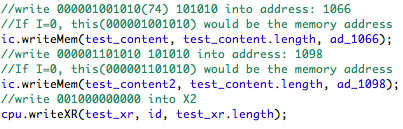 //write 000001001010(74) 101010 into address: 1066
//If I=0, this(000001001010) would be the memory address
ic.writeMem(test_content, test_content.length, ad_1066);
//write 000001101010 101010 into address: 1098
//If I=0, this(000001101010) would be the memory address
ic.writeMem(test_content2, test_content.length, ad_1098);
//write 001000000000 into X2
cpu.writeXR(test_xr, id, test_xr.length);